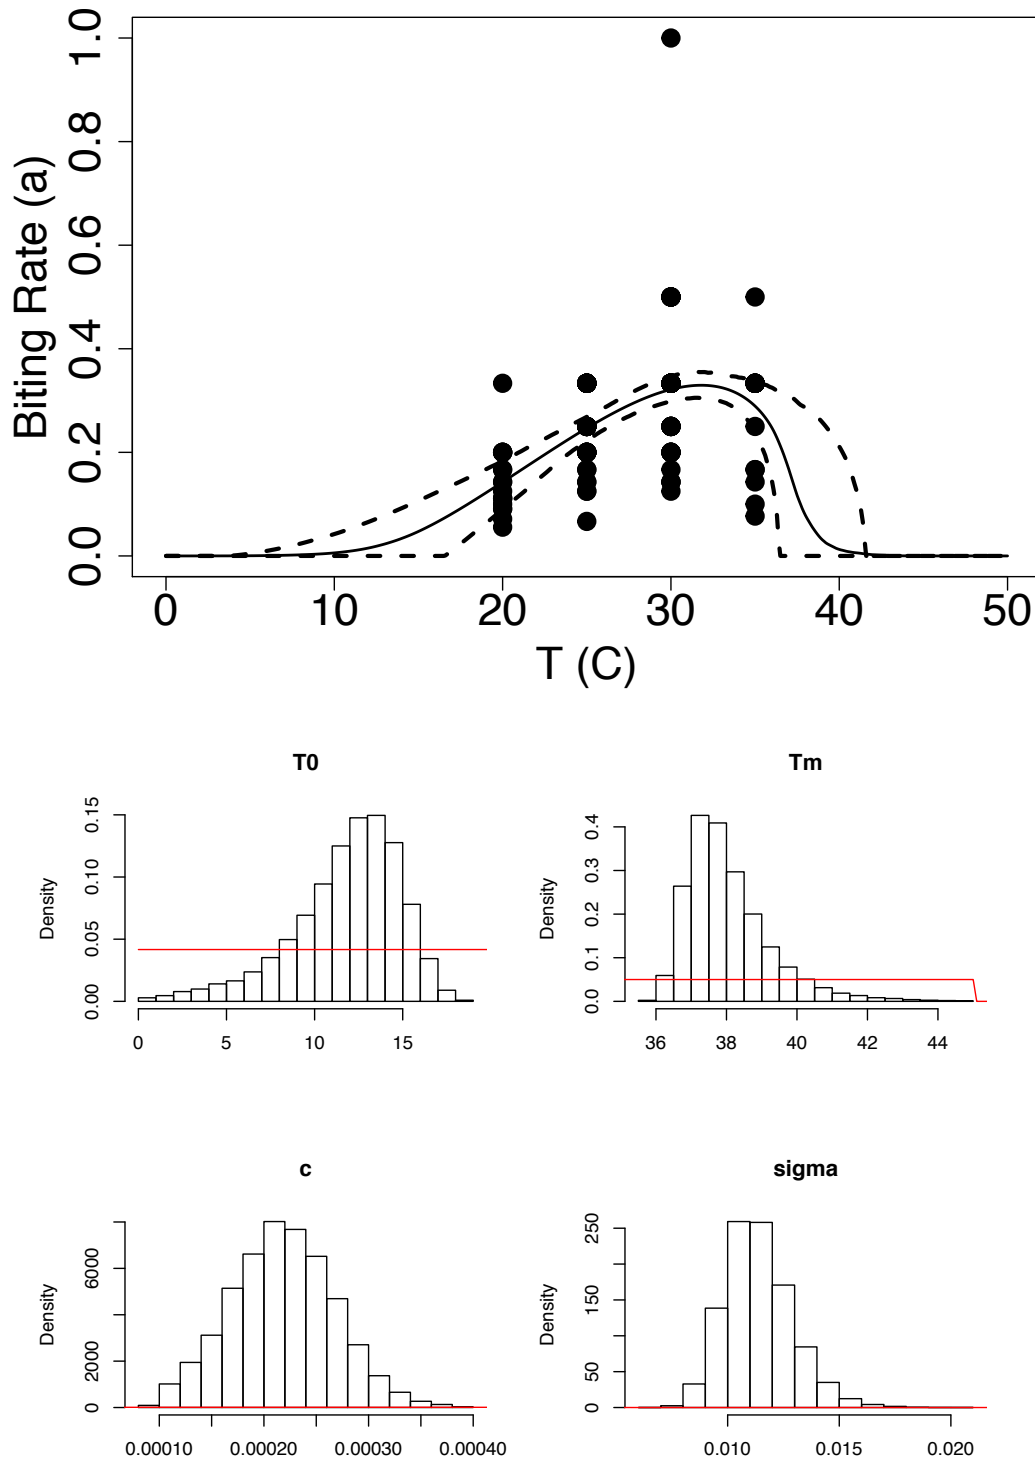 Biting Rate (a)
0.0 0.2 0.4 0.6 0.8 1.0
0 10 20 30 40 50
T (C)
T0
Density
0.00 0.05 0.10 0.15
0 5 10 15
Tm
Density
0.0 0.1 0.2 0.3 0.4
36 38 40 42 44
c
Density
0 2000 6000
0.00010 0.00020 0.00030 0.00040
sigma
Density
0 50 150 250
0.010 0.015 0.020